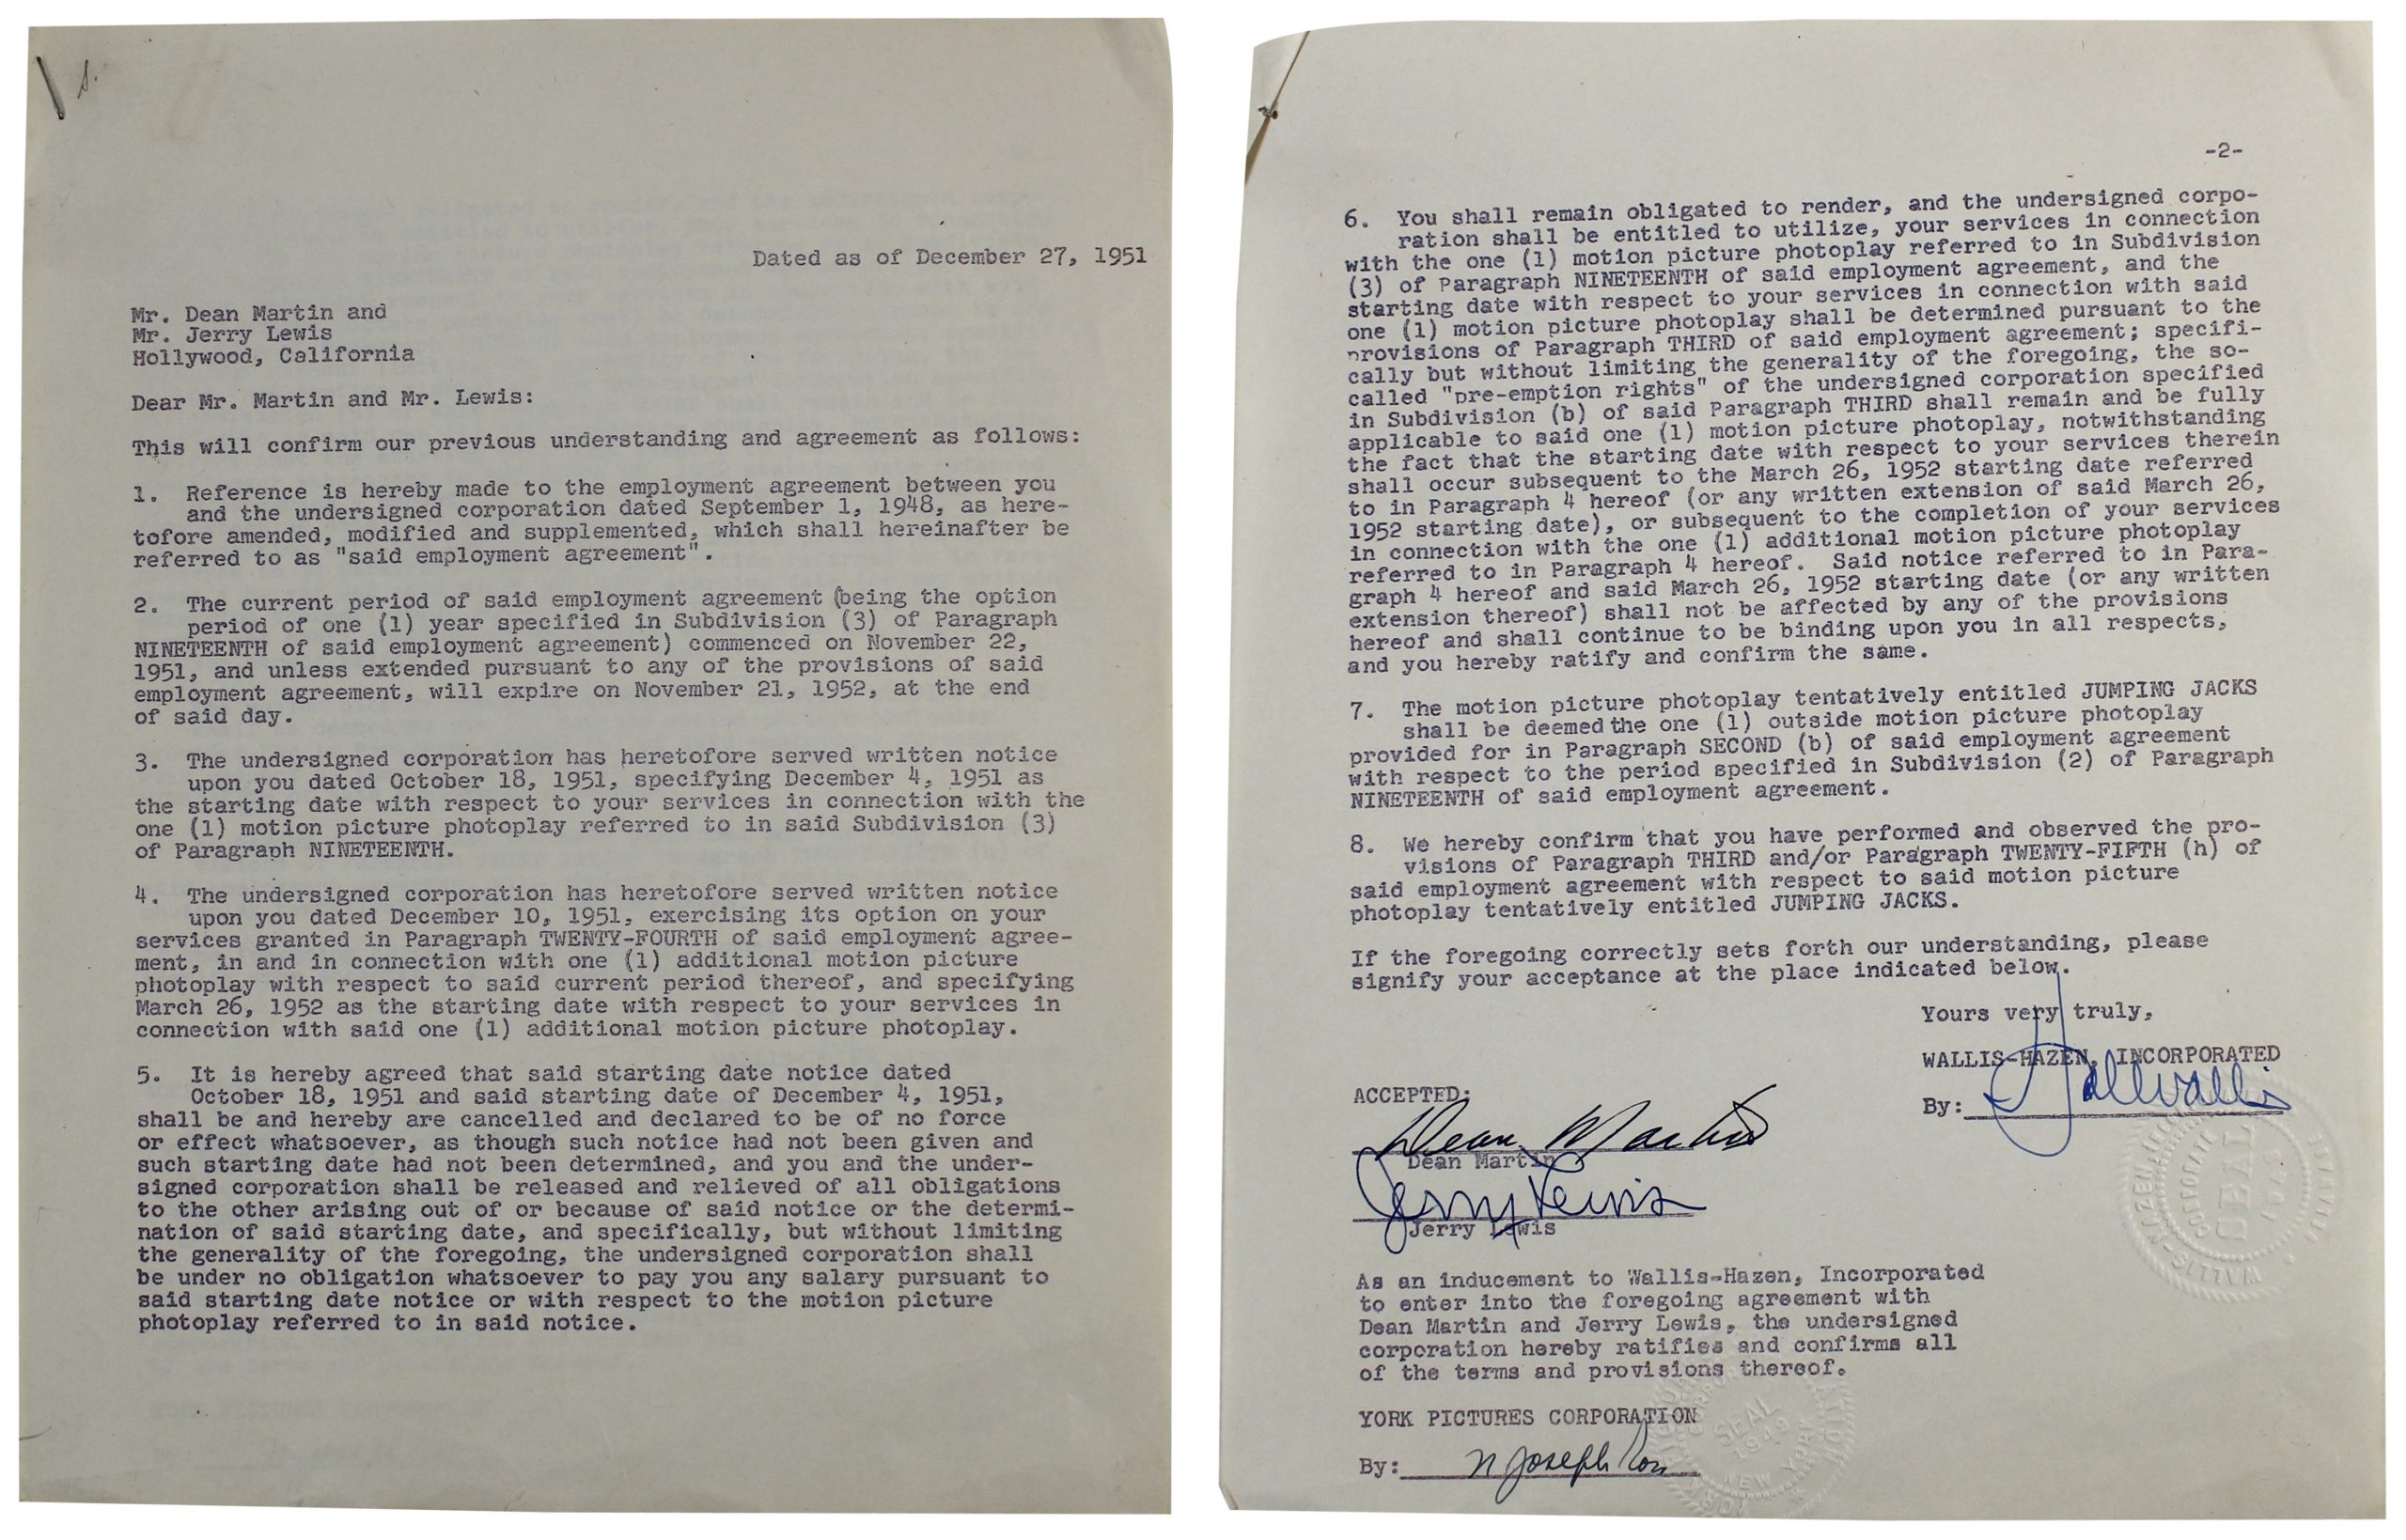 s.
Dated as of December 27, 1951
Mr. Dean Martin and
Mr. Jerry Lewis
Hollywood, California
Dear Mr. Martin and Mr. Lewis:
This will confirm our previous understanding and agreement as follows:
1. Reference is hereby made to the employment agreement between you
and the undersigned corporation dated September 1, 1948, as here-
tofore amended, modified and supplemented, which shall hereinafter be
referred to as "said employment agreement".
2. The current period of said employment agreement (being the option
period of one (1) year specified in Subdivision (3) of Paragraph
NINETEENTH of said employment agreement) commenced on November 22,
1951, and unless extended pursuant to any of the provisions of said
employment agreement, will expire on November 21, 1952, at the end
of said day.
3. The undersigned corporation has heretofore served written notice
upon you dated October 18, 1951, specifying December 4, 1951 as
the starting date with respect to your services in connection with the
one (1) motion picture photoplay referred to in said Subdivision (3)
of Paragraph NINETEENTH.
4. The undersigned corporation has heretofore served written notice
upon you dated December 10, 1951, exercising its option on your
services granted in Paragraph TWENTY-FOURTH of said employment agree-
ment, in and in connection with one (1) additional motion picture
photoplay with respect to said current period thereof, and specifying
March 26, 1952 as the starting date with respect to your services in
connection with said one (1) additional motion picture photoplay.
5. It is hereby agreed that said starting date notice dated
October 18, 1951 and said starting date of December 4, 1951,
shall be and hereby are cancelled and declared to be of no force
or effect whatsoever, as though such notice had not been given and
such starting date had not been determined, and you and the under-
signed corporation shall be released and relieved of all obligations
to the other arising out of or because of said notice or the determi-
nation of said starting date, and specifically, but without limiting
the generality of the foregoing, the undersigned corporation shall
be under no obligation whatsoever to pay you any salary pursuant to
said starting date notice or with respect to the motion picture
photoplay referred to in said notice.
-2-
6. You shall remain obligated to render, and the undersigned corpo-
ration shall be entitled to utilize, your services in connection
with the one (1) motion picture photoplay referred to in Subdivision
(3) of Paragraph NINETEENTH of said employment agreement, and the
starting date with respect to your services in connection with said
one (1) motion picture photoplay shall be determined pursuant to the
provisions of Paragraph THIRD of said employment agreement; specifi-
cally but without limiting the generality of the foregoing, the so-
called "pre-emption rights" of the undersigned corporation specified
in Subdivision (b) of said Paragraph THIRD shall remain and be fully
applicable to said one (1) motion picture photoplay, notwithstanding
the fact that the starting date with respect to your services therein
shall occur subsequent to the March 26, 1952 starting date referred
to in Paragraph 4 hereof (or any written extension of said March 26,
1952 starting date), or subsequent to the completion of your services
in connection with the one (1) additional motion picture photoplay
referred to in Paragraph 4 hereof. Said notice referred to in Para-
graph 4 hereof and said March 26, 1952 starting date (or any written
extension thereof) shall not be affected by any of the provisions
hereof and shall continue to be binding upon you in all respects,
and you hereby ratify and confirm the same.
7. The motion picture photoplay tentatively entitled JUMPING JACKS
shall be deemed the one (1) outside motion picture photoplay
provided for in Paragraph SECOND (b) of said employment agreement
with respect to the period specified in Subdivision (2) of Paragraph
NINETEENTH of said employment agreement.
8. We hereby confirm that you have performed and observed the pro-
visions of Paragraph THIRD and/or Paragraph TWENTY-FIFTH (h) of
said employment agreement with respect to said motion picture
photoplay tentatively entitled JUMPING JACKS.
If the foregoing correctly sets forth our understanding, please
signify your acceptance at the place indicated below.
Yours very truly,
WALLIS-HAZEN, INCORPORATED
By: Hal Wallis
WALLIS-HAZEN, INC.
CORPORATE
SEAL
ACCEPTED:
Dean Martin
Dean Martin
Jerry Lewis
Jerry Lewis
As an inducement to Wallis-Hazen, Incorporated
to enter into the foregoing agreement with
Dean Martin and Jerry Lewis, the undersigned
corporation hereby ratifies and confirms all
of the terms and provisions thereof.
YORK PICTURES CORPORATION
By: N Joseph Ross
SEAL
1949
NEW YORK